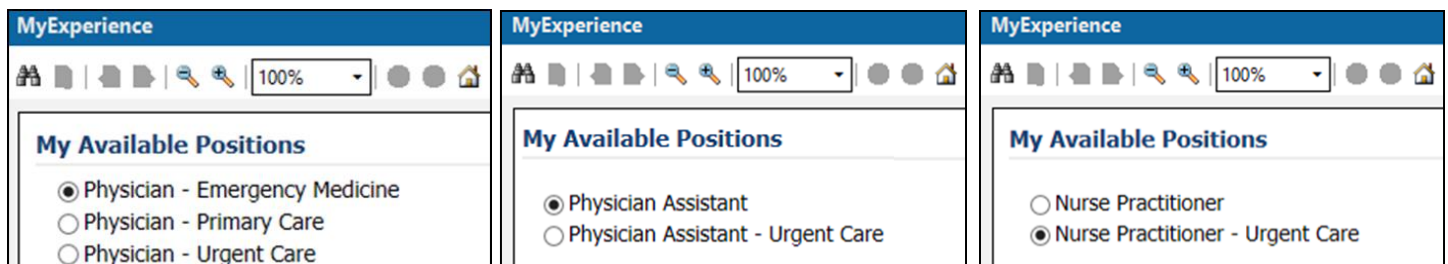 MyExperience
100%
My Available Positions
Physician - Emergency Medicine
Physician - Primary Care
Physician - Urgent Care
MyExperience
100%
My Available Positions
Physician Assistant
Physician Assistant - Urgent Care
MyExperience
100%
My Available Positions
Nurse Practitioner
Nurse Practitioner - Urgent Care